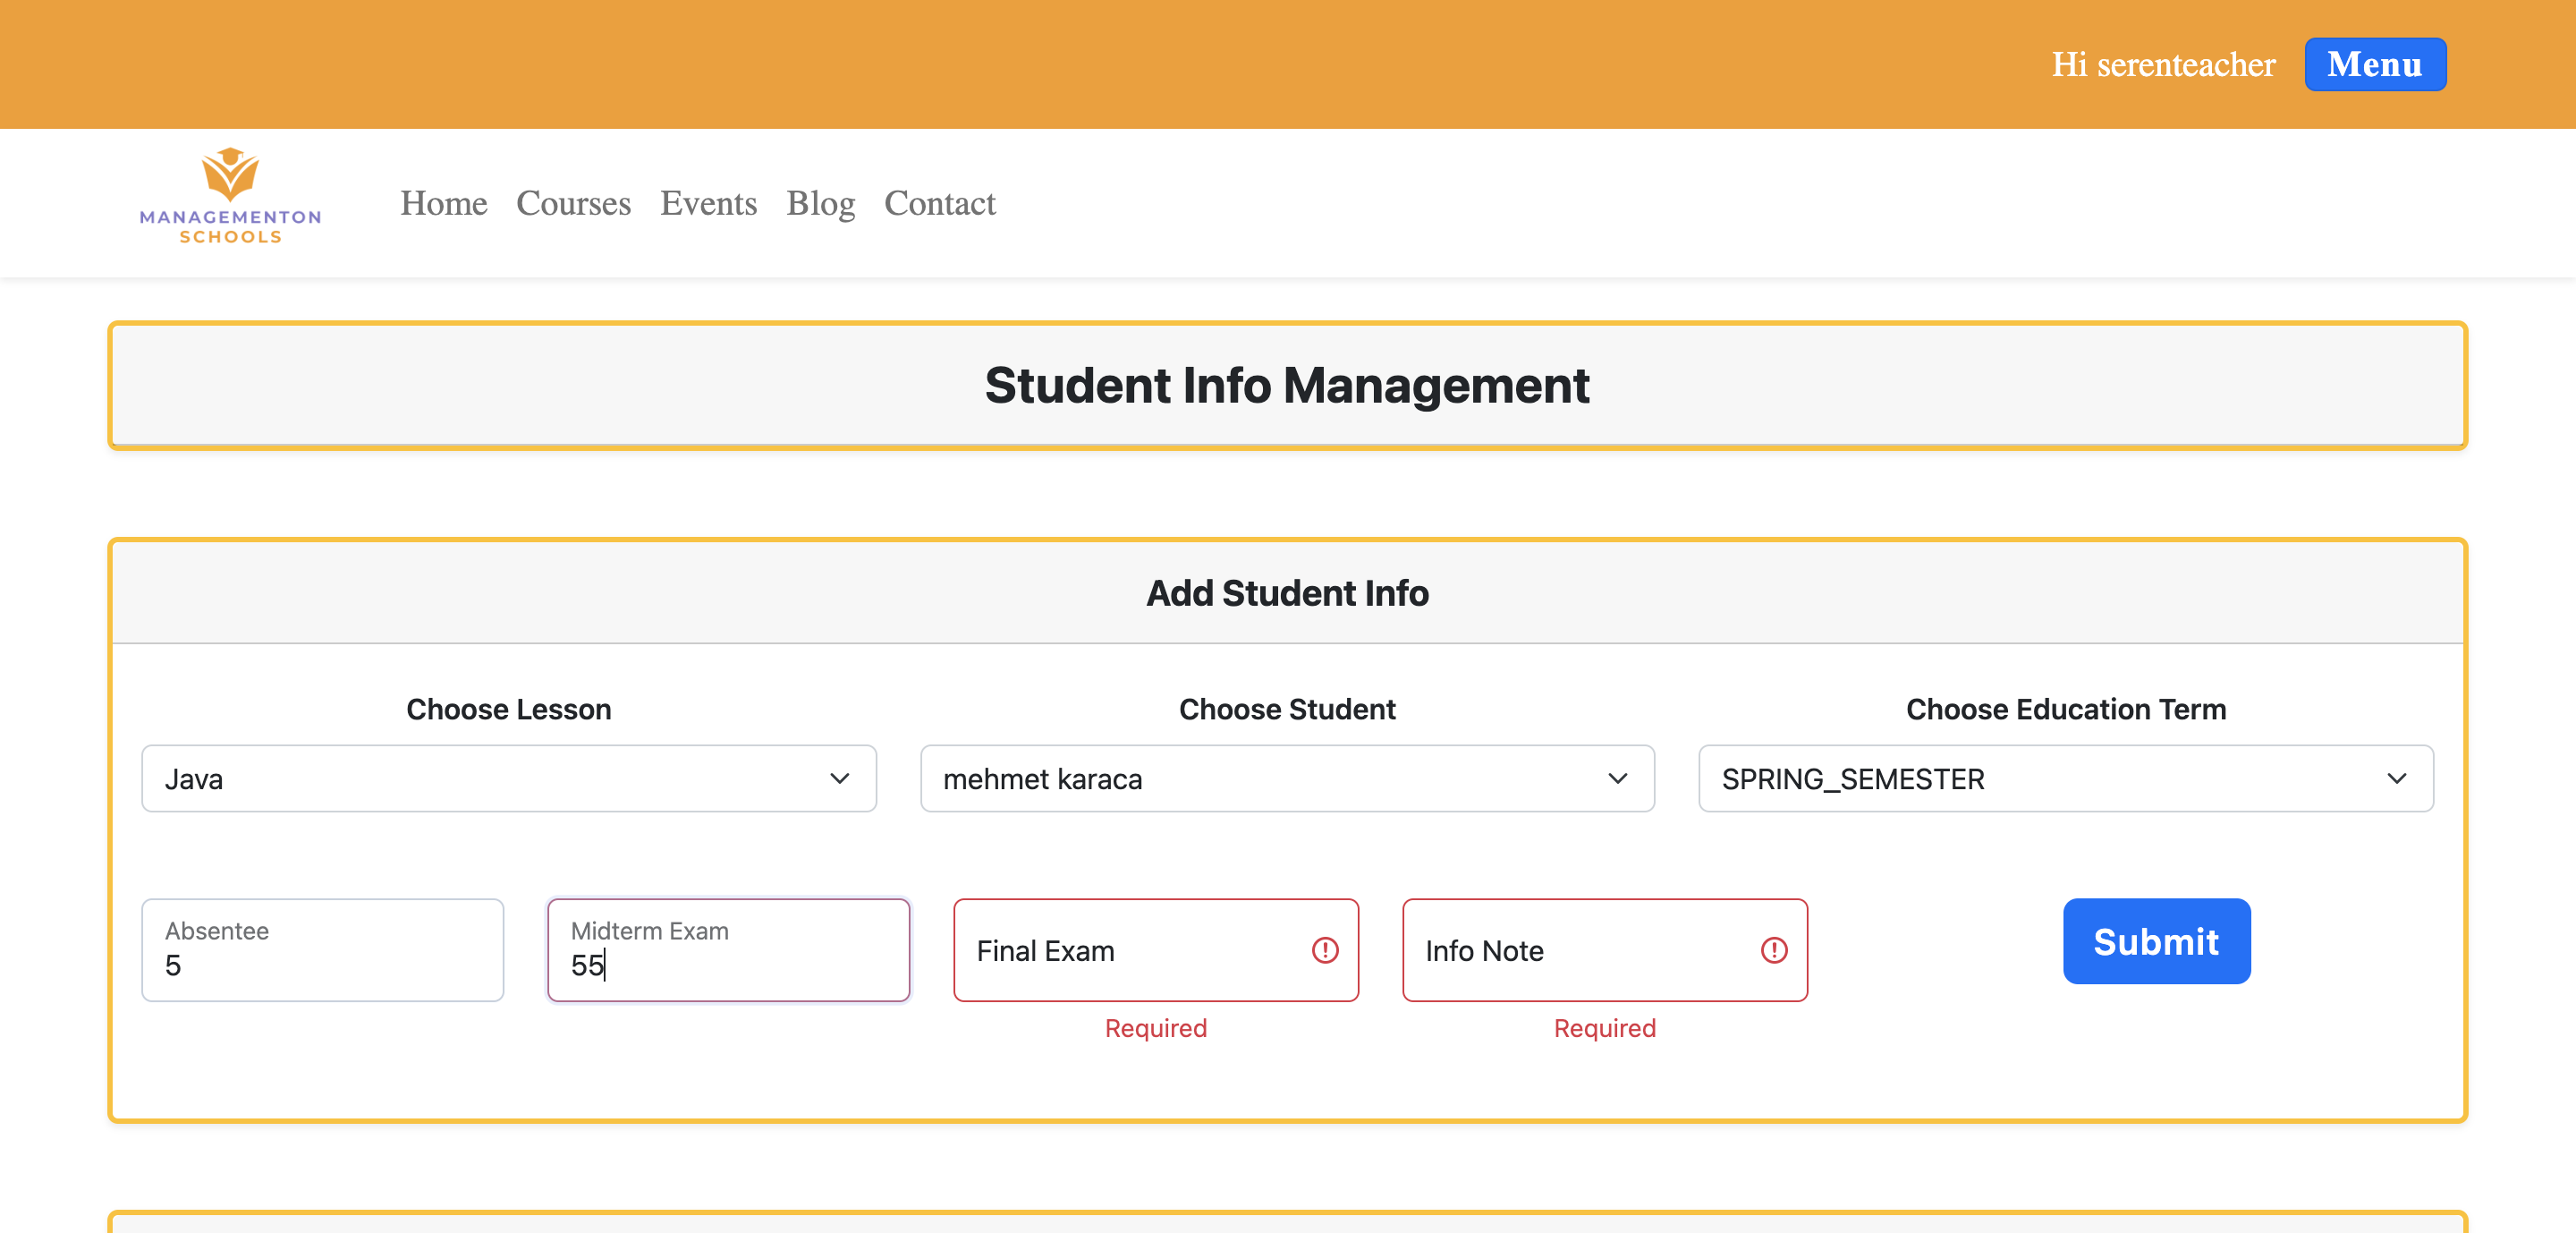 Hi serenteacher Menu
MANAGEMENTON
SCHOOLS
Home Courses Events Blog Contact
Student Info Management
Add Student Info
Choose Lesson Choose Student Choose Education Term
Java mehmet karaca SPRING_SEMESTER
Absentee Midterm Exam
5 55
Final Exam Info Note Submit
Required Required